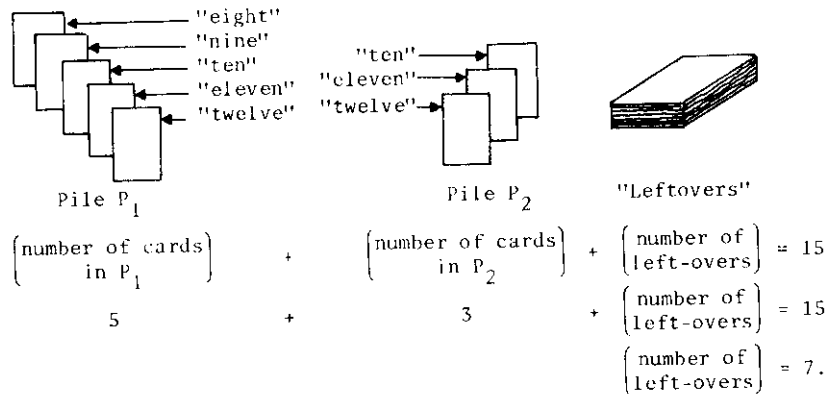 "eight"
"nine"
"ten"
"eleven"
"twelve"
"ten"
"eleven"
"twelve"
Pile P1
Pile P2
"Leftovers"
(number of cards in P1) + (number of cards in P2) + (number of left-overs) = 15
5 + 3 + (number of left-overs) = 15
(number of left-overs) = 7.